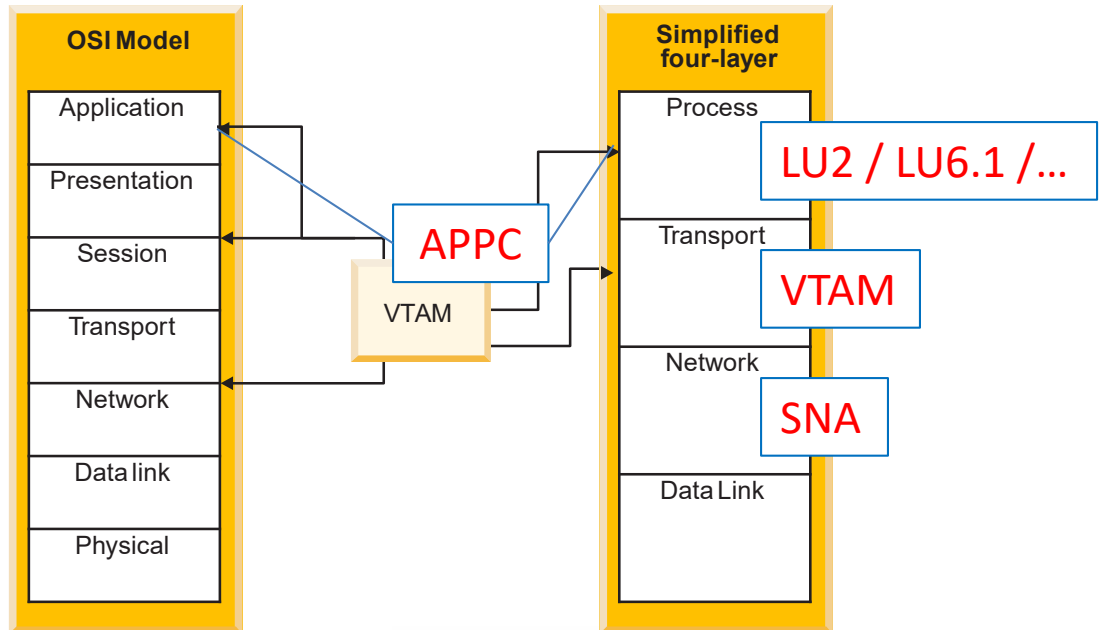 OSI Model
Application
Presentation
Session
Transport
Network
Data link
Physical
APPC
VTAM
Simplified
four-layer
Process
LU2 / LU6.1 /...
Transport
VTAM
Network
SNA
Data Link